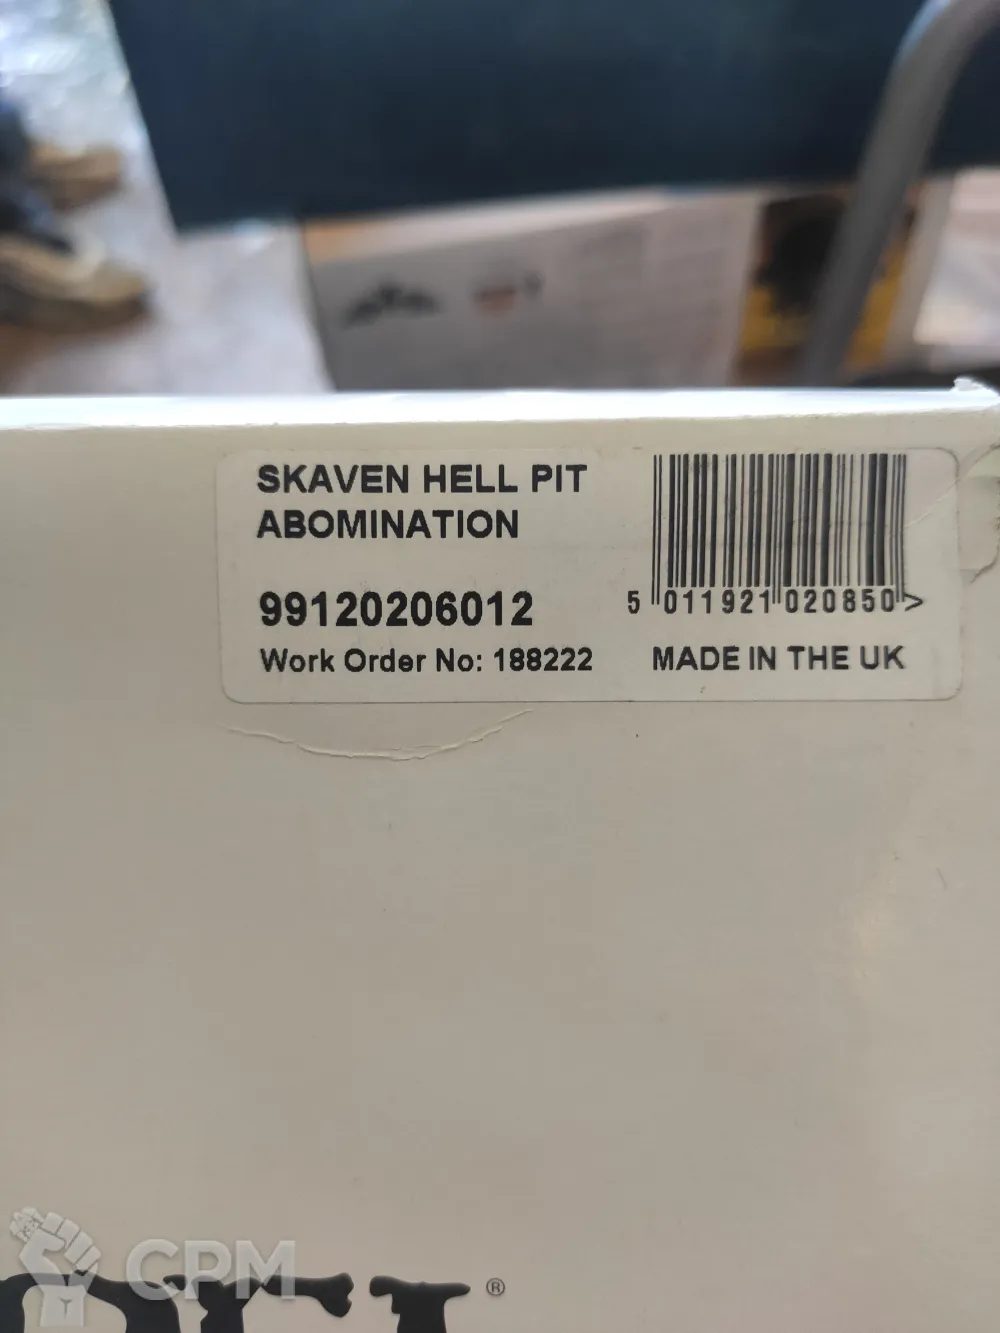 SKAVEN HELL PIT
ABOMINATION
99120206012
Work Order No: 188222
5 011921 020850 >
MADE IN THE UK
CPM
®